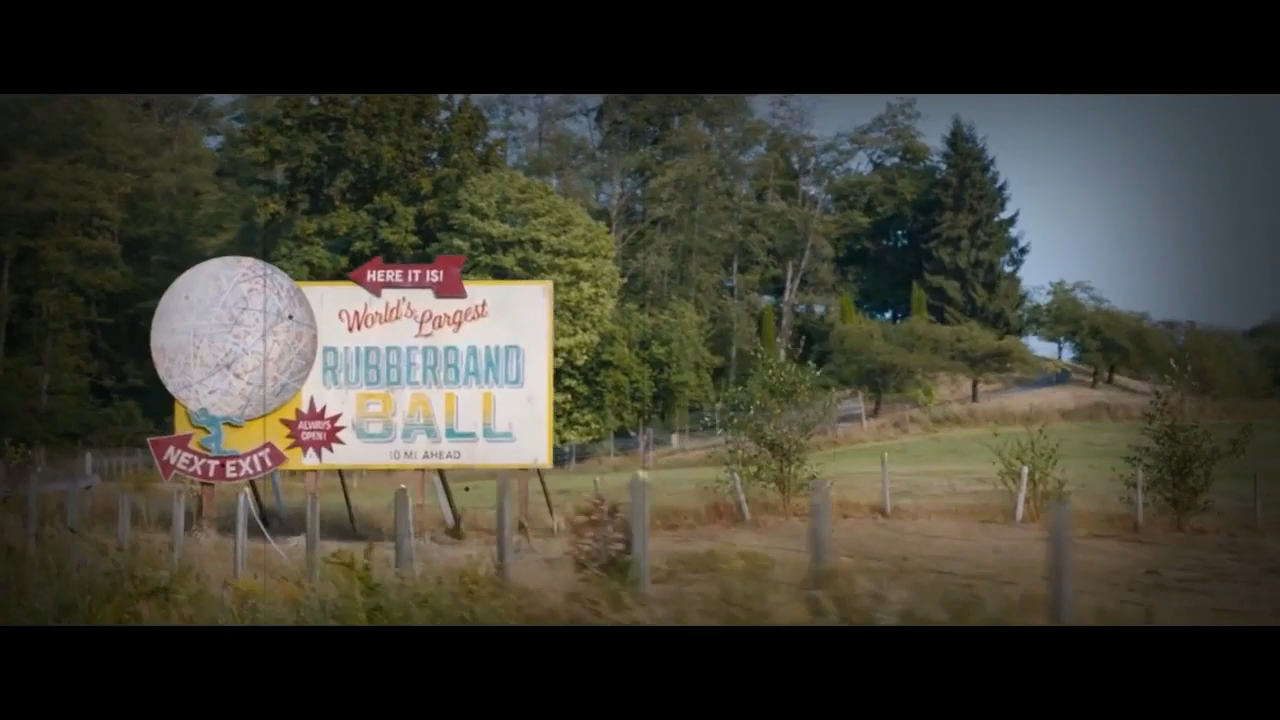 HERE IT IS!
World's Largest
RUBBERBAND
BALL
10 MI. AHEAD
ALWAYS
OPEN!
NEXT EXIT